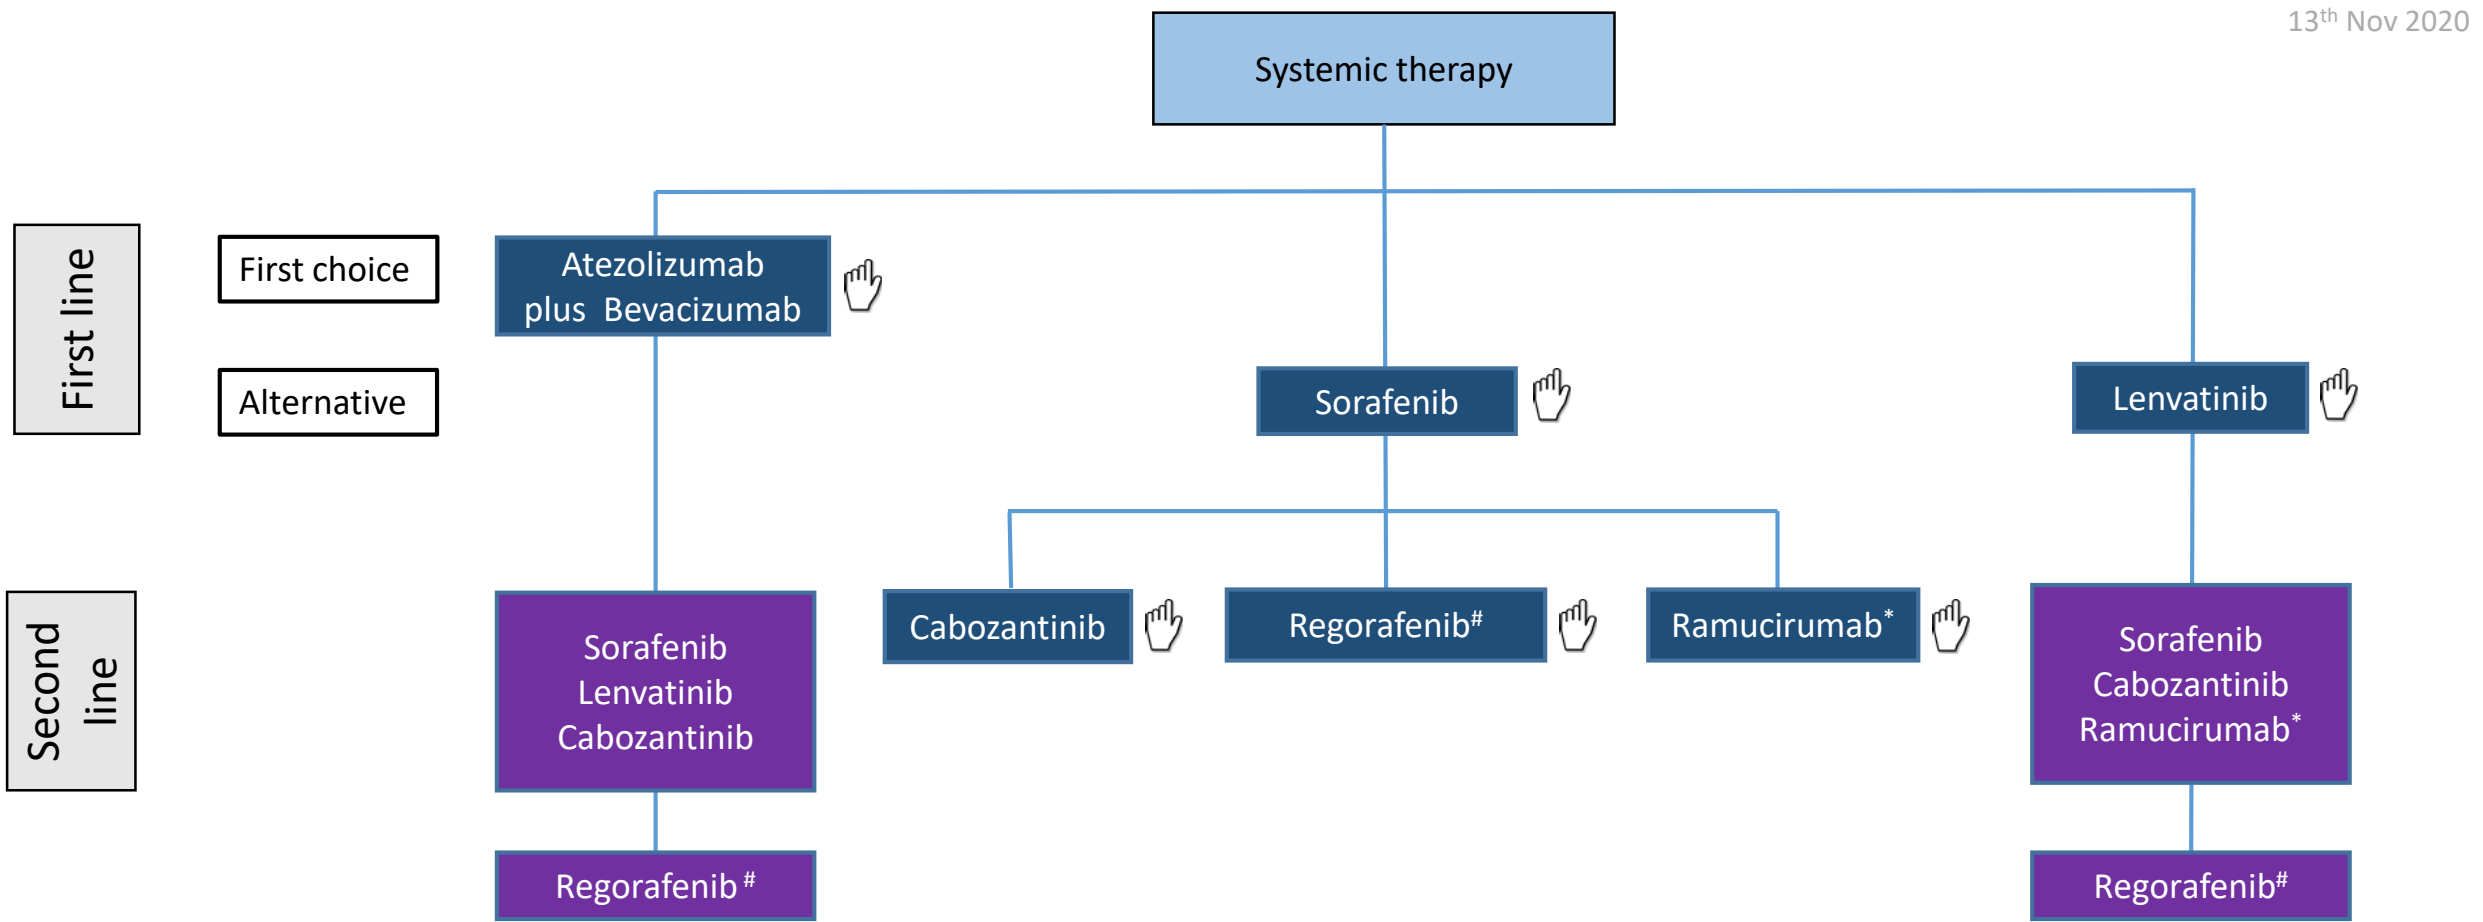 13th Nov 2020
Systemic therapy
First line
First choice
Atezolizumab
plus Bevacizumab
Alternative
Sorafenib
Lenvatinib
Second
line
Sorafenib
Lenvatinib
Cabozantinib
Cabozantinib
Regorafenib#
Ramucirumab*
Sorafenib
Cabozantinib
Ramucirumab*
Regorafenib #
Regorafenib#